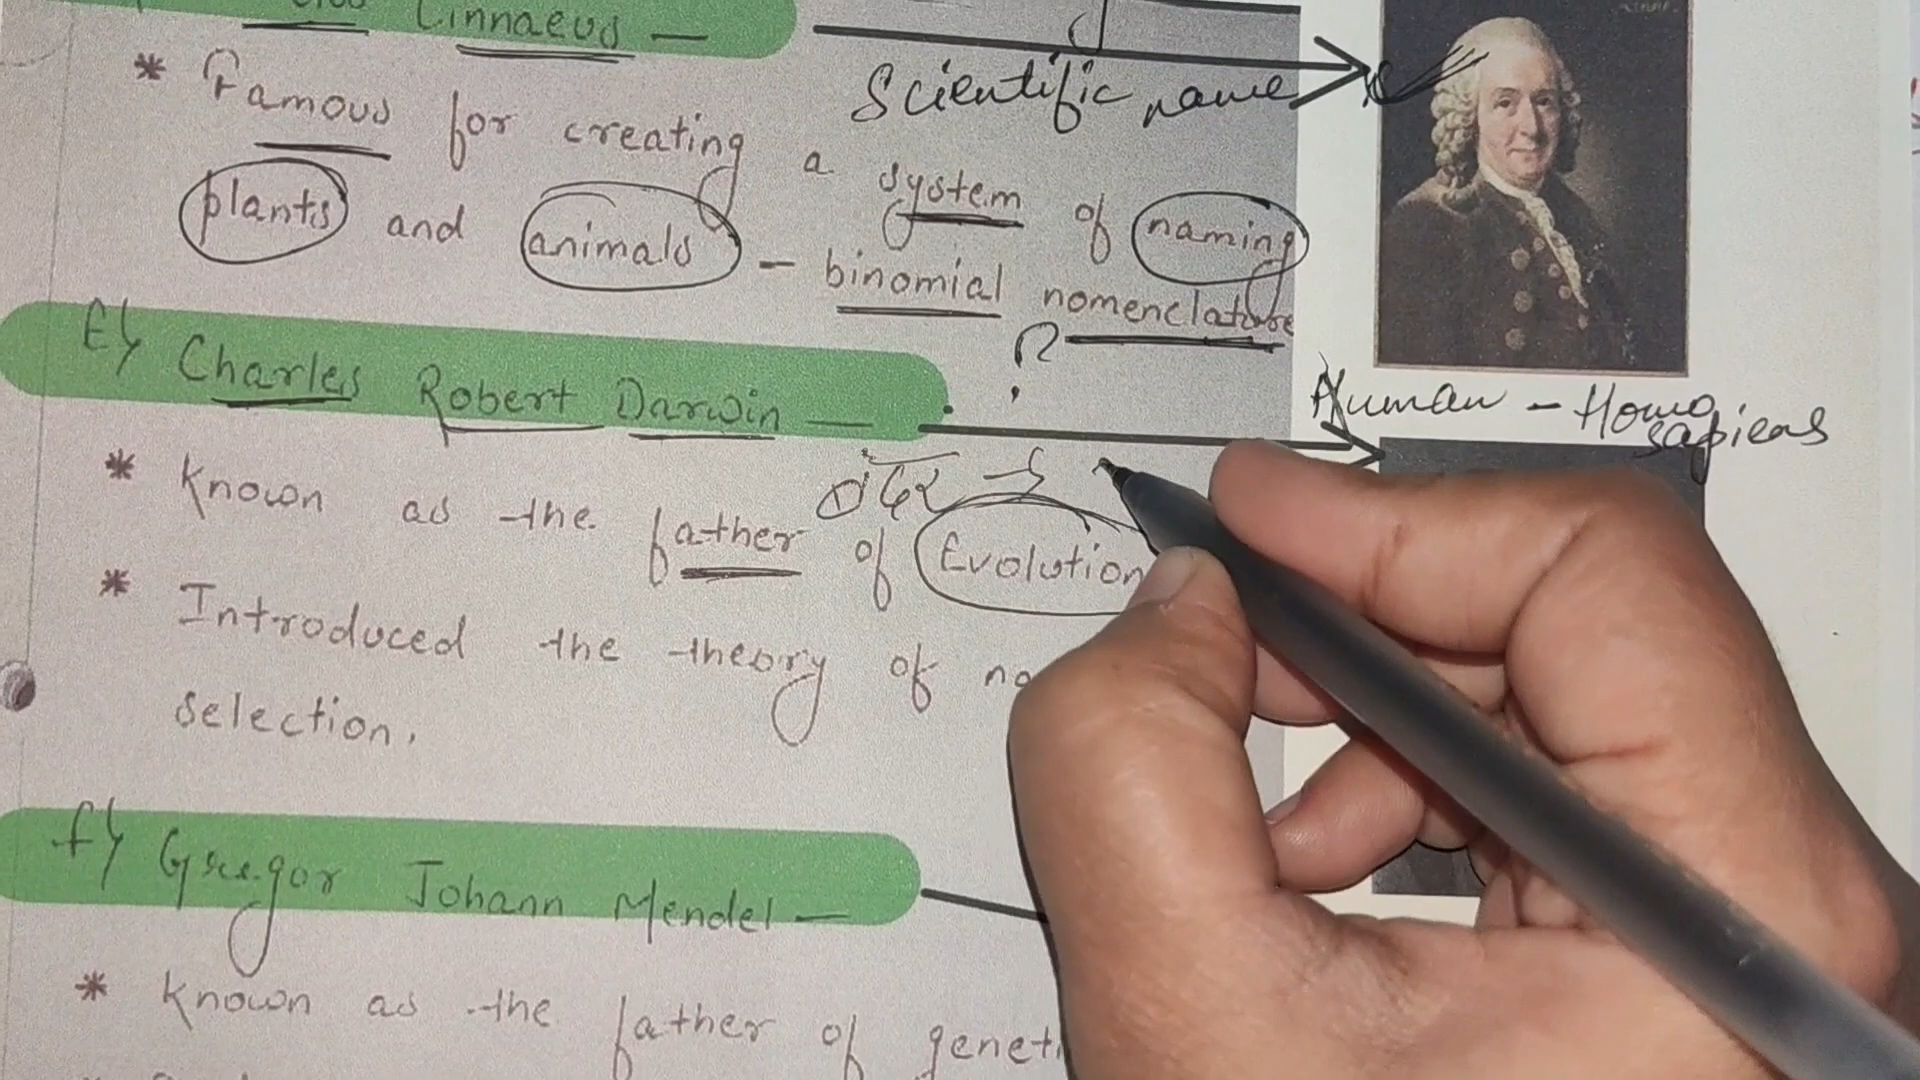 Linnaeus —
Scientific name
* Famous for creating a system of naming
plants and animals – binomial nomenclature
E) Charles Robert Darwin —
Human – Homo sapiens
* Known as the father of Evolution
* Introduced the theory of
selection.
f) Gregor Johann Mendel —
* Known as the father of